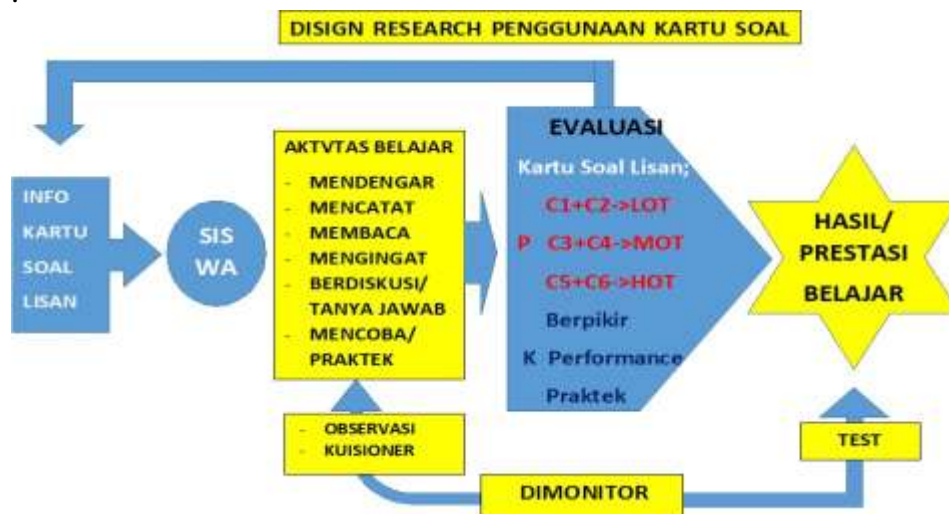 DISIGN RESEARCH PENGGUNAAN KARTU SOAL
INFO
KARTU
SOAL
LISAN
SIS
WA
AKTVTAS BELAJAR
- MENDENGAR
- MENCATAT
- MEMBACA
- MENGINGAT
- BERDISKUSI/
TANYA JAWAB
- MENCOBA/
PRAKTEK
EVALUASI
Kartu Soal Lisan;
C1+C2->LOT
P C3+C4->MOT
C5+C6->HOT
Berpikir
K Performance
Praktek
HASIL/
PRESTASI
BELAJAR
- OBSERVASI
- KUISIONER
DIMONITOR
TEST